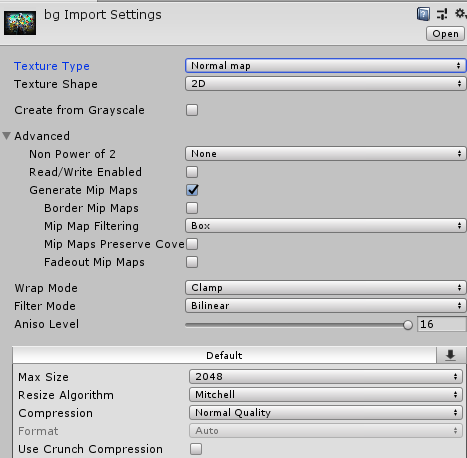 bg Import Settings
Open
Texture Type Normal map
Texture Shape 2D
Create from Grayscale
Advanced
Non Power of 2 None
Read/Write Enabled
Generate Mip Maps
Border Mip Maps
Mip Map Filtering Box
Mip Maps Preserve Cove
Fadeout Mip Maps
Wrap Mode Clamp
Filter Mode Bilinear
Aniso Level 16
Default
Max Size 2048
Resize Algorithm Mitchell
Compression Normal Quality
Format Auto
Use Crunch Compression